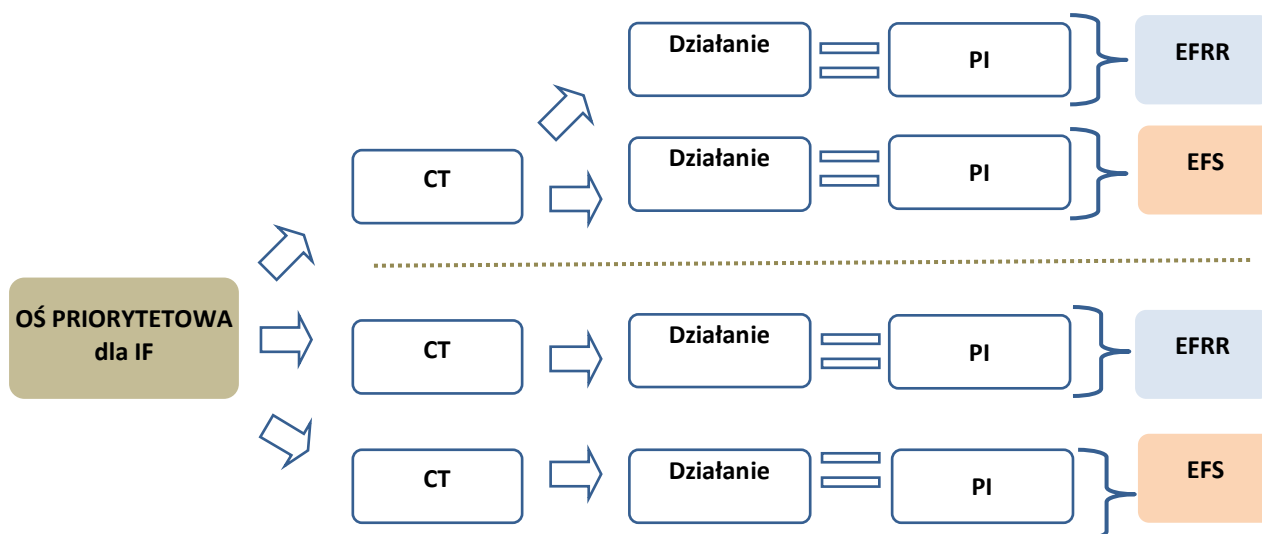 Działanie
PI
EFRR
Działanie
PI
EFS
CT
OŚ PRIORYTETOWA
dla IF
CT
Działanie
PI
EFRR
CT
Działanie
PI
EFS